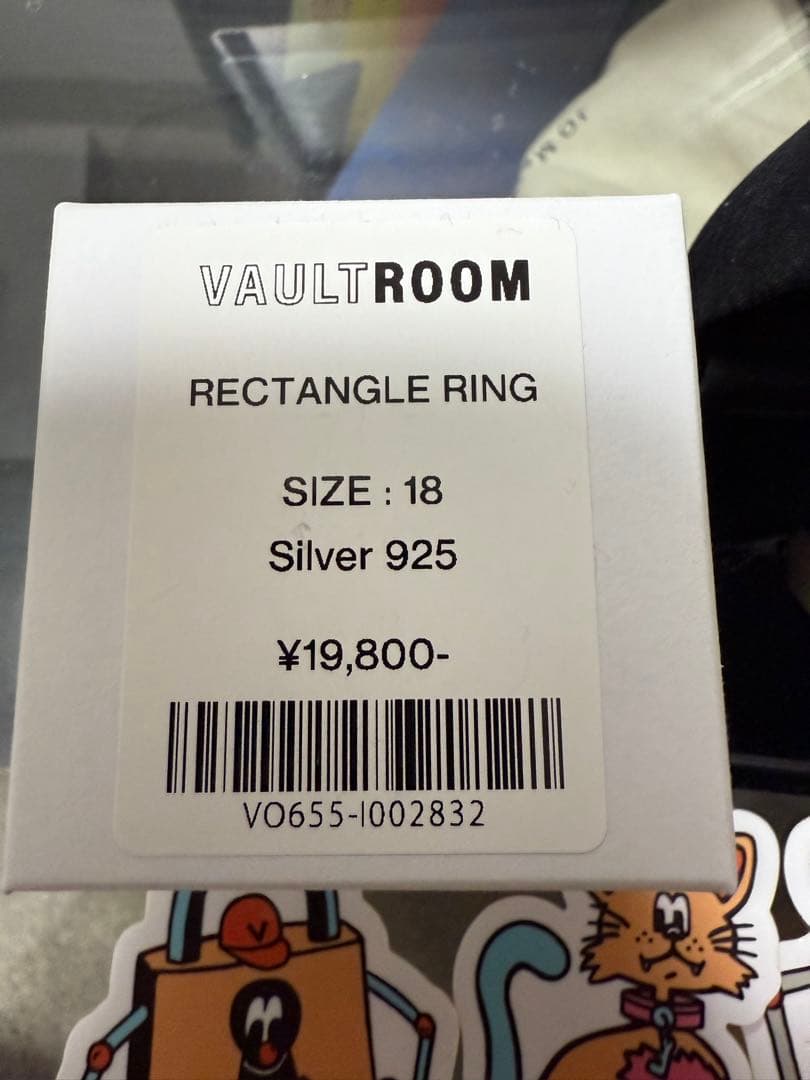 VAULTROOM
RECTANGLE RING
SIZE : 18
Silver 925
¥19,800-
VO655-I002832
V